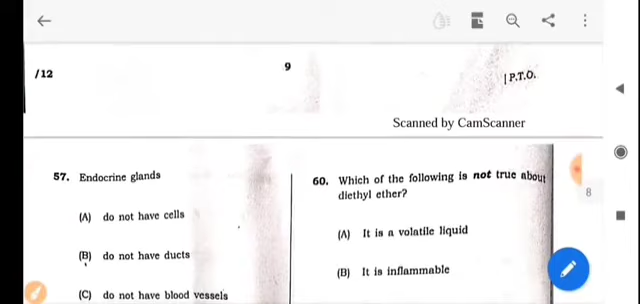 /12
9
[P.T.O.
Scanned by CamScanner
57. Endocrine glands
(A) do not have cells
(B) do not have ducts
(C) do not have blood vessels
60. Which of the following is not true about
diethyl ether?
(A) It is a volatile liquid
(B) It is inflammable
8